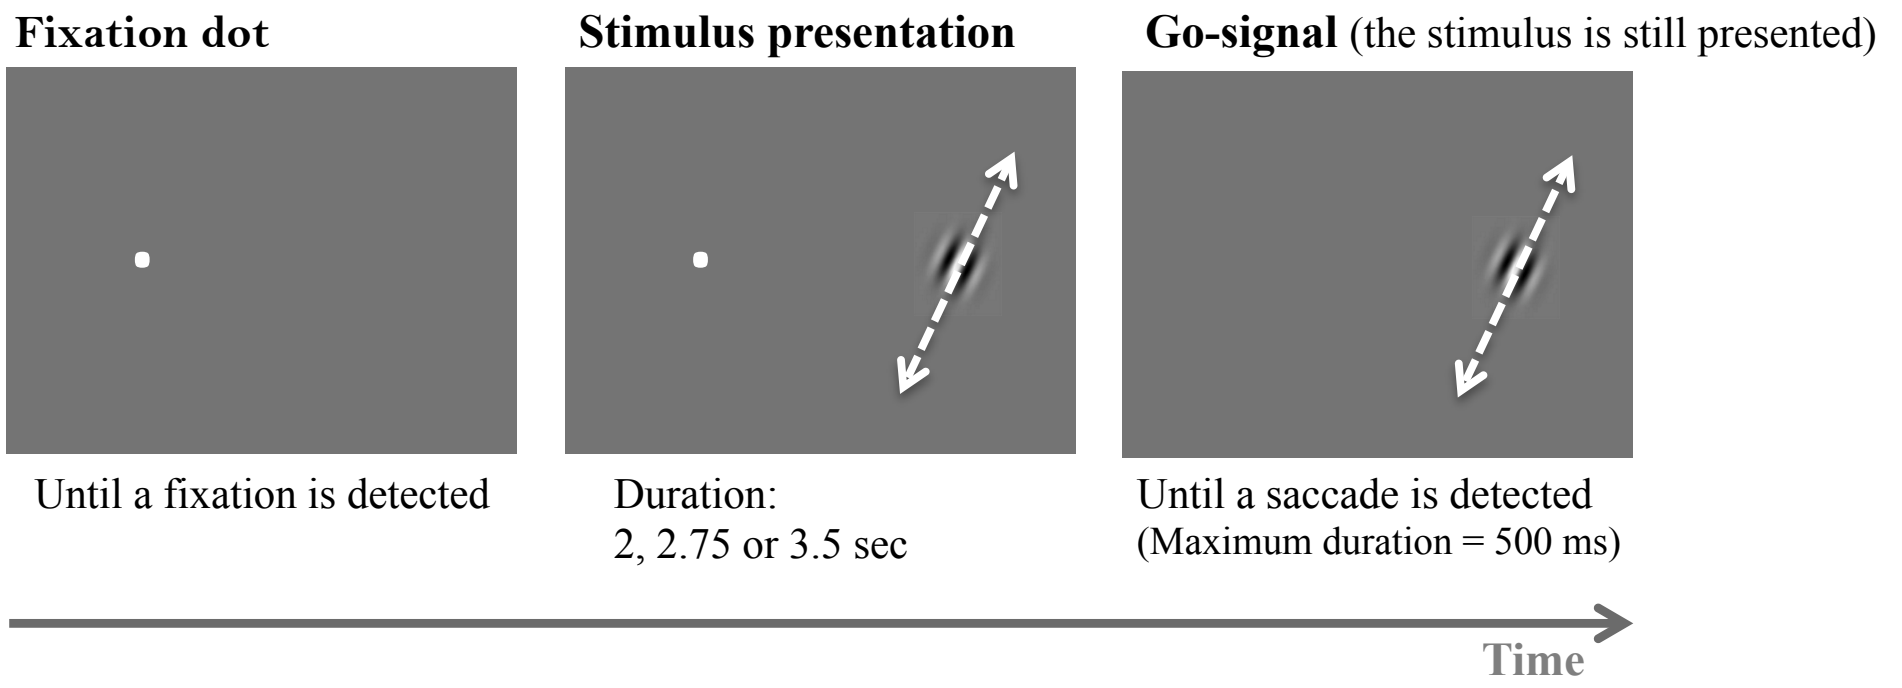 Fixation dot
Stimulus presentation
Go-signal (the stimulus is still presented)
Until a fixation is detected
Duration:
2, 2.75 or 3.5 sec
Until a saccade is detected
(Maximum duration = 500 ms)
Time